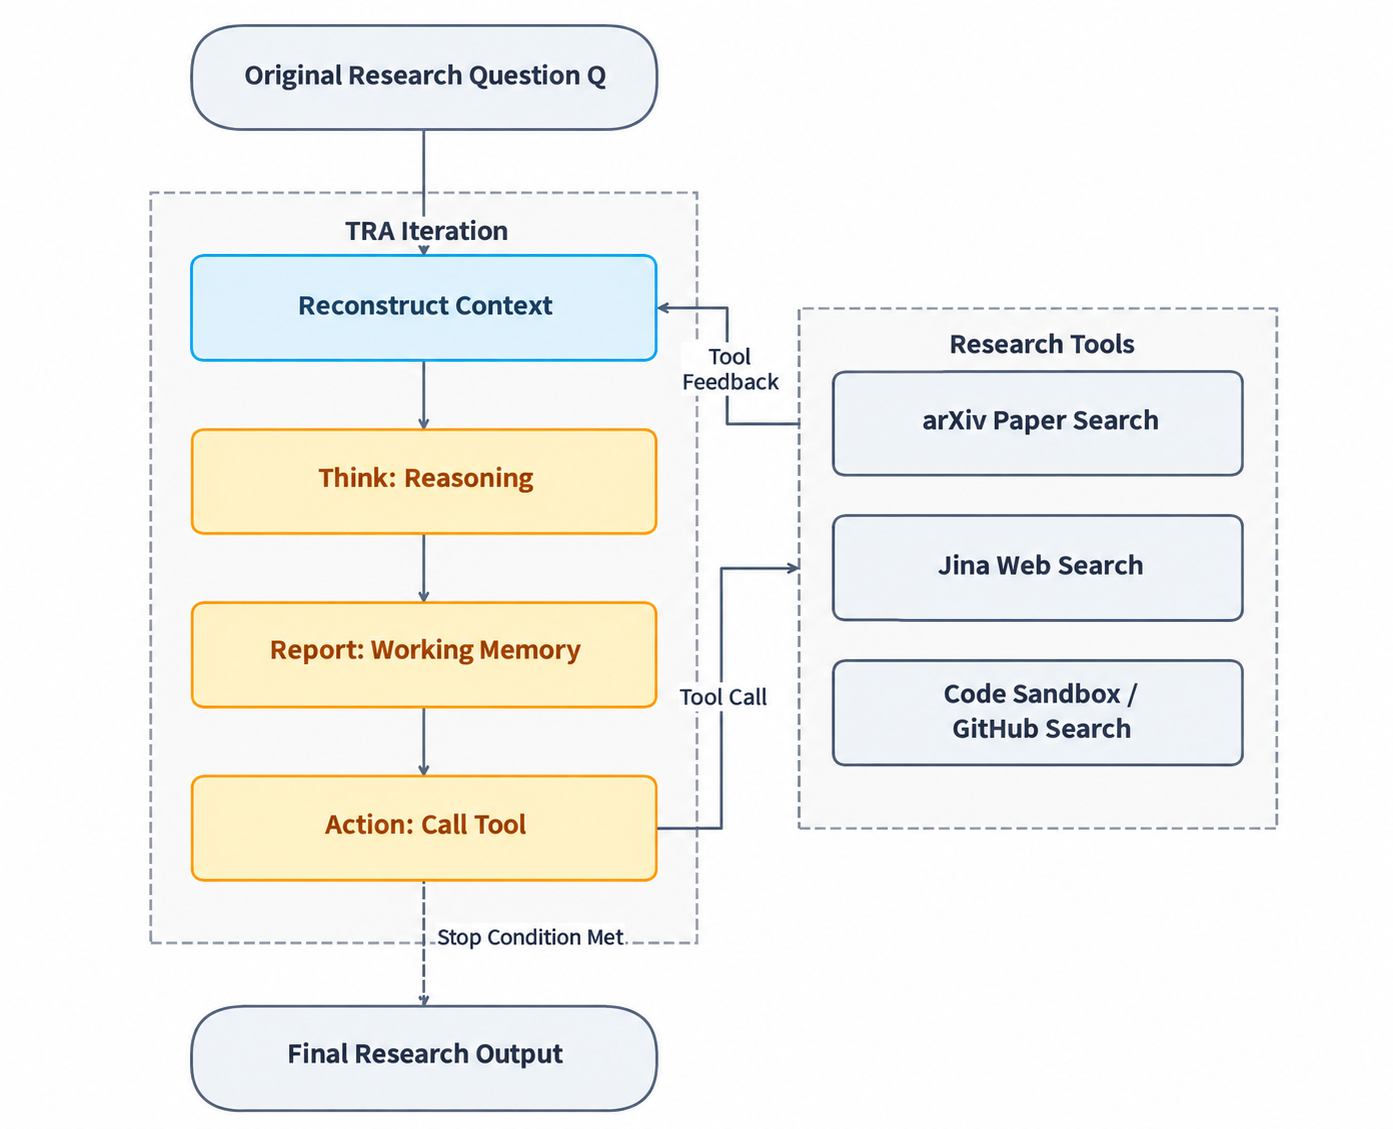 Original Research Question Q
TRA Iteration
Reconstruct Context
Think: Reasoning
Report: Working Memory
Action: Call Tool
Stop Condition Met
Final Research Output
Tool
Feedback
Tool Call
Research Tools
arXiv Paper Search
Jina Web Search
Code Sandbox /
GitHub Search